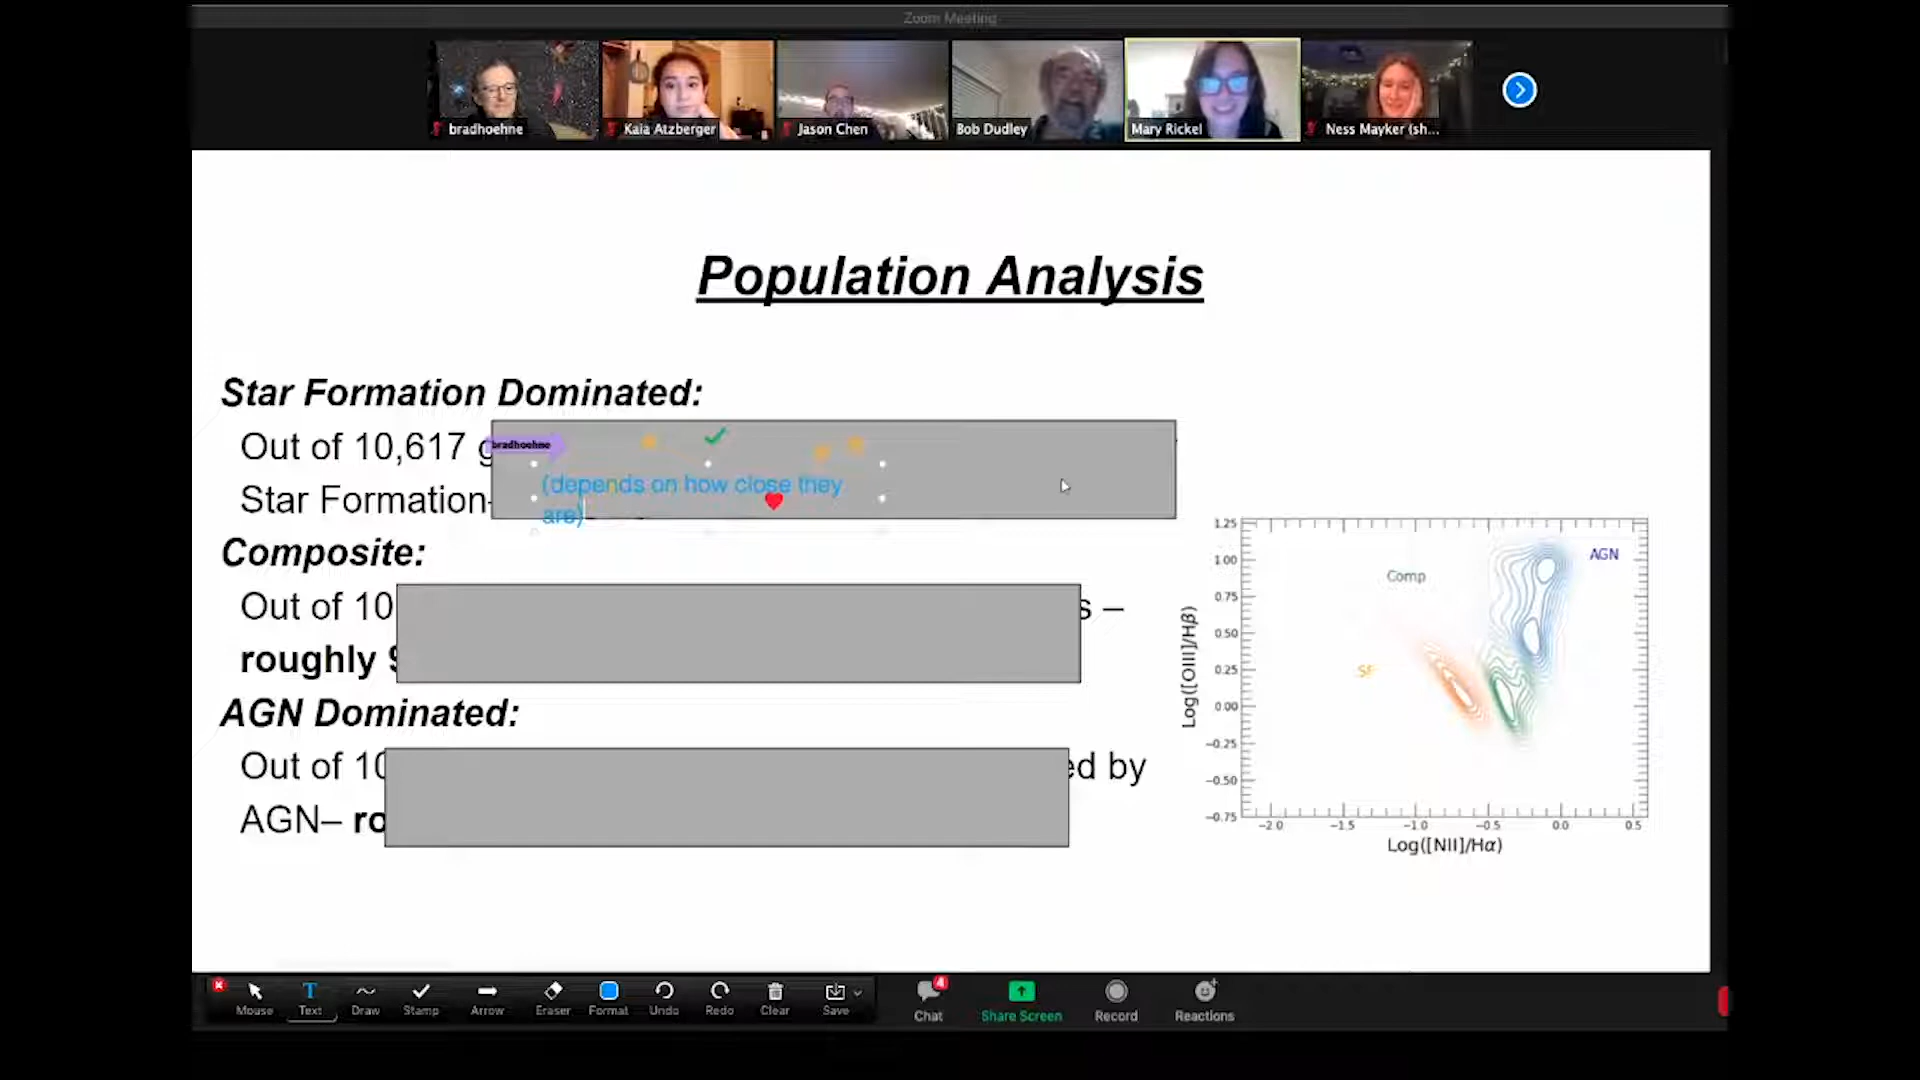 Zoom Meeting
bradhoehne
Kaia Atzberger
Jason Chen
Bob Dudley
Mary Rickel
Ness Mayker (sh...
Population Analysis
Star Formation Dominated:
Out of 10,617 g
bradhoehne
(depends on how close they
are)
Star Formation-
Composite:
Out of 10
s –
roughly 9
AGN Dominated:
Out of 10
ed by
AGN– ro
1.25
1.00
0.75
0.50
0.25
0.00
−0.25
−0.50
−0.75
Log([OIII]/Hβ)
Comp
AGN
SF
−2.0 −1.5 −1.0 −0.5 0.0 0.5
Log([NII]/Hα)
Mouse Text Draw Stamp Arrow Eraser Format Undo Redo Clear Save
4
Chat Share Screen Record Reactions